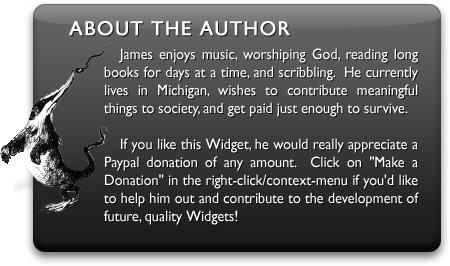 ABOUT THE AUTHOR
James enjoys music, worshiping God, reading long
books for days at a time, and scribbling. He currently
lives in Michigan, wishes to contribute meaningful
things to society, and get paid just enough to survive.
If you like this Widget, he would really appreciate a
Paypal donation of any amount. Click on "Make a
Donation" in the right-click/context-menu if you'd like
to help him out and contribute to the development of
future, quality Widgets!